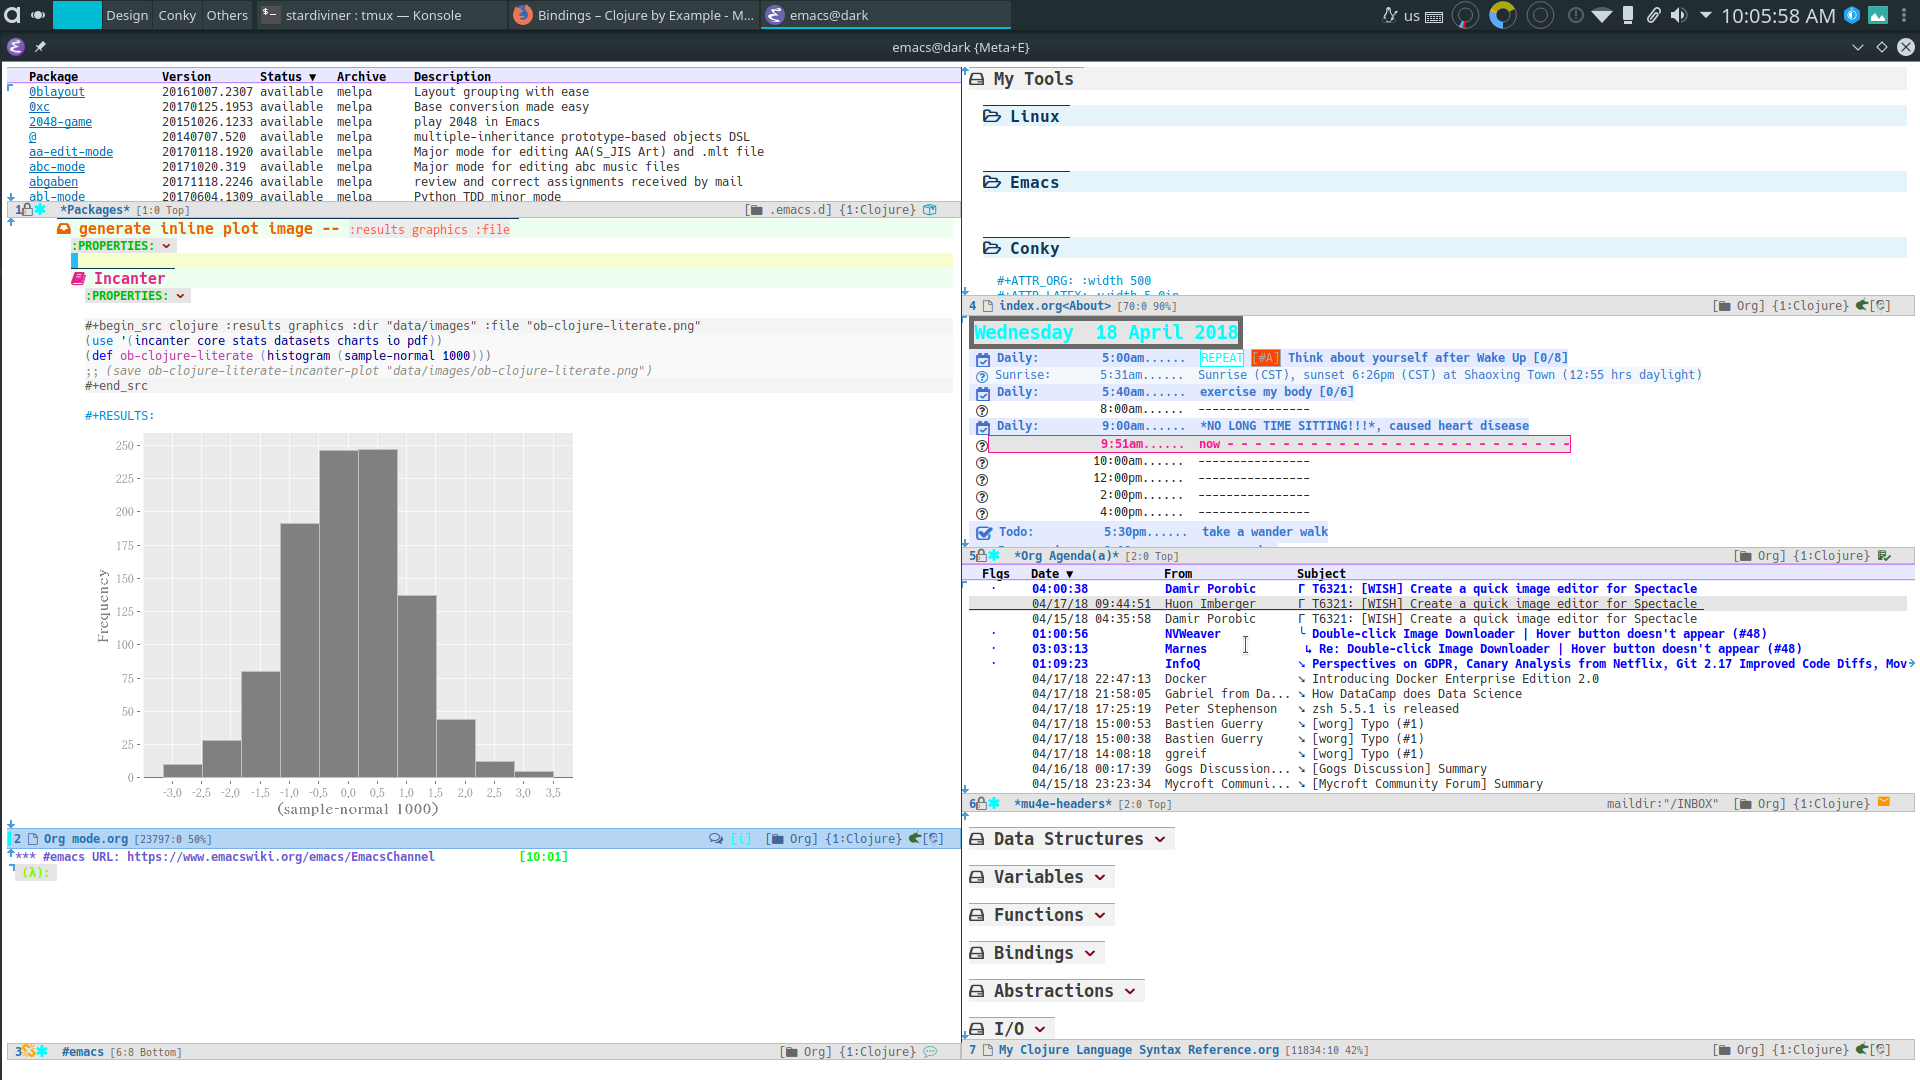 Design Conky Others stardiviner : tmux — Konsole Bindings – Clojure by Example - M... emacs@dark us 10:05:58 AM
emacs@dark {Meta+E}
Package Version Status ▼ Archive Description
0blayout 20161007.2307 available melpa Layout grouping with ease
0xc 20170125.1953 available melpa Base conversion made easy
2048-game 20151026.1233 available melpa play 2048 in Emacs
@ 20140707.520 available melpa multiple-inheritance prototype-based objects DSL
aa-edit-mode 20170118.1920 available melpa Major mode for editing AA(S_JIS Art) and .mlt file
abc-mode 20171020.319 available melpa Major mode for editing abc music files
abgaben 20171118.2246 available melpa review and correct assignments received by mail
abl-mode 20170604.1309 available melpa Python TDD minor mode
1 *Packages* [1:0 Top] [ .emacs.d] {1:Clojure}
generate inline plot image -- :results graphics :file
:PROPERTIES:
Incanter
:PROPERTIES:
#+begin_src clojure :results graphics :dir "data/images" :file "ob-clojure-literate.png"
(use '(incanter core stats datasets charts io pdf))
(def ob-clojure-literate (histogram (sample-normal 1000)))
;; (save ob-clojure-literate-incanter-plot "data/images/ob-clojure-literate.png")
#+end_src
#+RESULTS:
250
225
200
175
150
125
100
75
50
25
0
Frequency
-3.0 -2.5 -2.0 -1.5 -1.0 -0.5 0.0 0.5 1.0 1.5 2.0 2.5 3.0 3.5
(sample-normal 1000)
2 Org mode.org [23797:0 50%] [i] [ Org] {1:Clojure}
*** #emacs URL: https://www.emacswiki.org/emacs/EmacsChannel [10:01]
(λ):
3 #emacs [6:8 Bottom] [ Org] {1:Clojure}
My Tools
Linux
Emacs
Conky
#+ATTR_ORG: :width 500
#+ATTR_LATEX: :width 5.0in
4 index.org<About> [70:0 90%] [ Org] {1:Clojure}
Wednesday 18 April 2018
Daily: 5:00am...... REPEAT [#A] Think about yourself after Wake Up [0/8]
Sunrise: 5:31am...... Sunrise (CST), sunset 6:26pm (CST) at Shaoxing Town (12:55 hrs daylight)
Daily: 5:40am...... exercise my body [0/6]
8:00am...... ----------------
Daily: 9:00am...... *NO LONG TIME SITTING!!!*, caused heart disease
9:51am...... now - - - - - - - - - - - - - - - - - - - - - - - - -
10:00am...... ----------------
12:00pm...... ----------------
2:00pm...... ----------------
4:00pm...... ----------------
Todo: 5:30pm...... take a wander walk
5 *Org Agenda(a)* [2:0 Top] [ Org] {1:Clojure}
Flgs Date ▼ From Subject
04:00:38 Damir Porobic Γ T6321: [WISH] Create a quick image editor for Spectacle
04/17/18 09:44:51 Huon Imberger Γ T6321: [WISH] Create a quick image editor for Spectacle
04/15/18 04:35:58 Damir Porobic Γ T6321: [WISH] Create a quick image editor for Spectacle
01:00:56 NVWeaver └ Double-click Image Downloader | Hover button doesn't appear (#48)
03:03:13 Marnes ↳ Re: Double-click Image Downloader | Hover button doesn't appear (#48)
01:09:23 InfoQ ↘ Perspectives on GDPR, Canary Analysis from Netflix, Git 2.17 Improved Code Diffs, Mov
04/17/18 22:47:13 Docker ↘ Introducing Docker Enterprise Edition 2.0
04/17/18 21:58:05 Gabriel from Da... ↘ How DataCamp does Data Science
04/17/18 17:25:19 Peter Stephenson ↘ zsh 5.5.1 is released
04/17/18 15:00:53 Bastien Guerry ↘ [worg] Typo (#1)
04/17/18 15:00:38 Bastien Guerry ↘ [worg] Typo (#1)
04/17/18 14:08:18 ggreif ↘ [worg] Typo (#1)
04/16/18 00:17:39 Gogs Discussion... ↘ [Gogs Discussion] Summary
04/15/18 23:23:34 Mycroft Communi... ↘ [Mycroft Community Forum] Summary
6 *mu4e-headers* [2:0 Top] maildir:"/INBOX" [ Org] {1:Clojure}
Data Structures
Variables
Functions
Bindings
Abstractions
I/O
7 My Clojure Language Syntax Reference.org [11834:10 42%] [ Org] {1:Clojure}